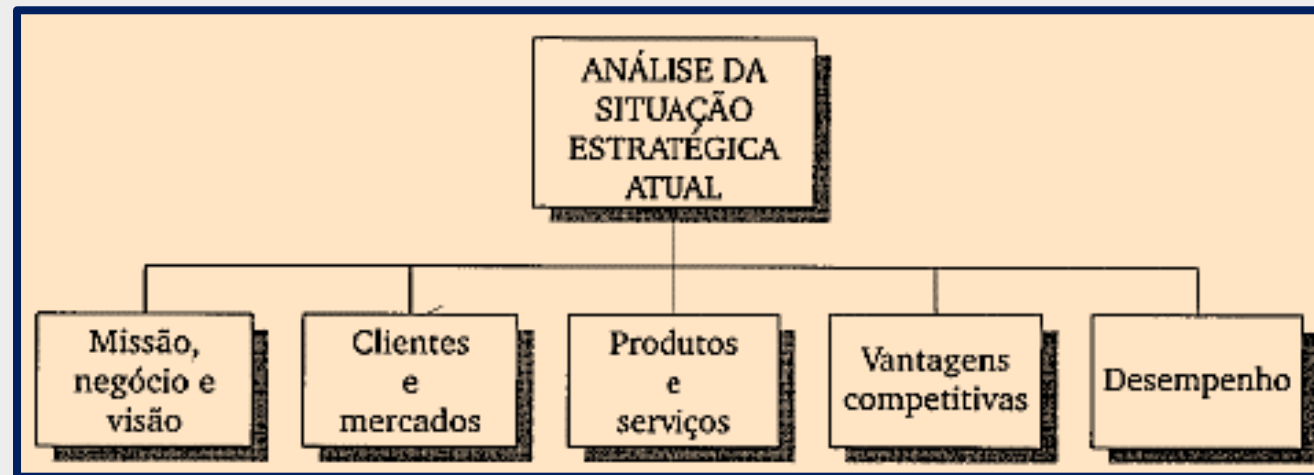 ANÁLISE DA
SITUAÇÃO
ESTRATÉGICA
ATUAL
Missão,
negócio e
visão
Clientes
e
mercados
Produtos
e
serviços
Vantagens
competitivas
Desempenho